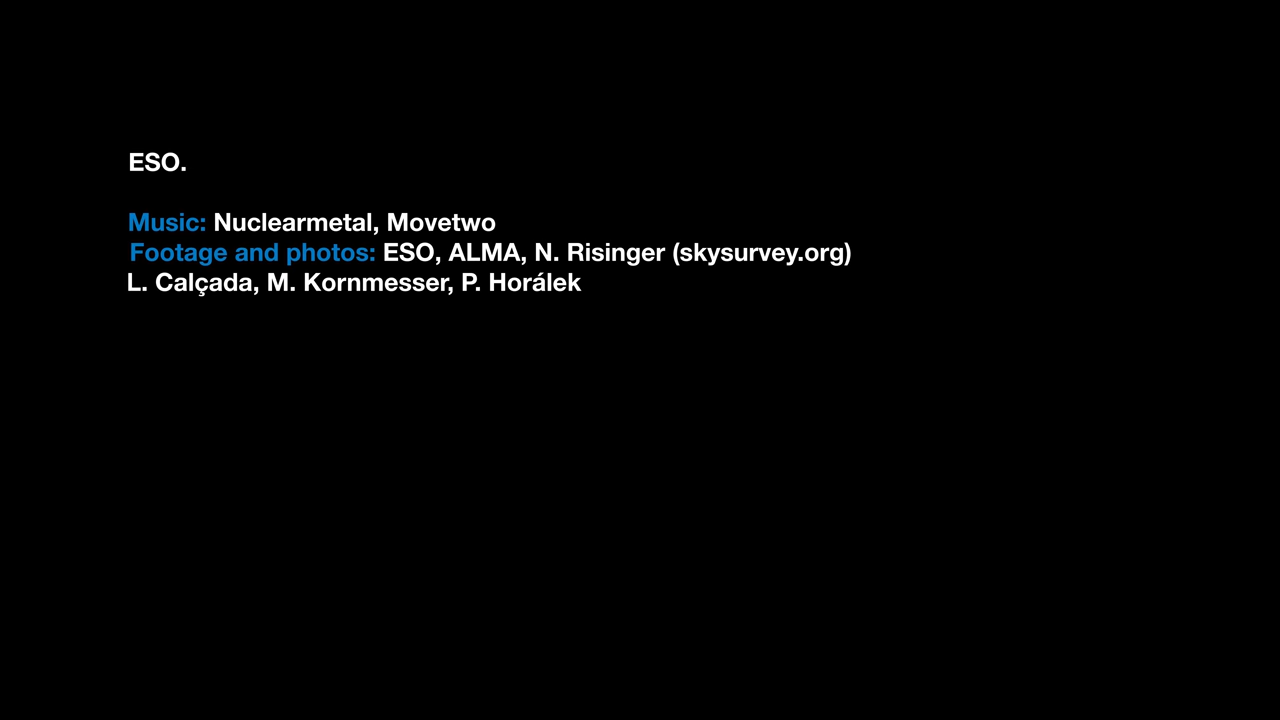 ESO.
Music: Nuclearmetal, Movetwo
Footage and photos: ESO, ALMA, N. Risinger (skysurvey.org)
L. Calçada, M. Kornmesser, P. Horálek